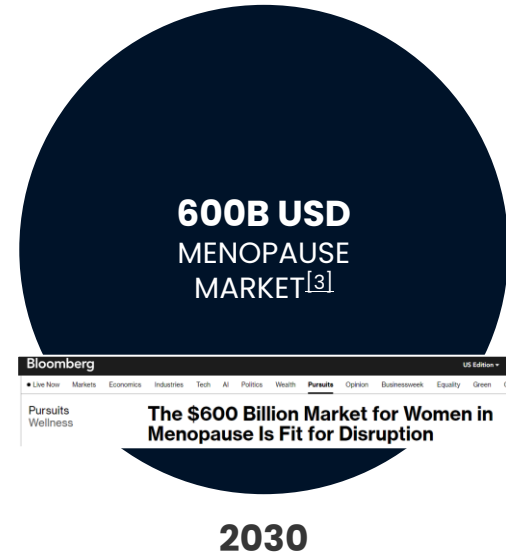 600B USD
MENOPAUSE
MARKET[3]
Bloomberg
US Edition
Live Now Markets Economics Industries Tech AI Politics Wealth Pursuits Opinion Businessweek Equality Green
Pursuits
Wellness
The $600 Billion Market for Women in
Menopause Is Fit for Disruption
2030